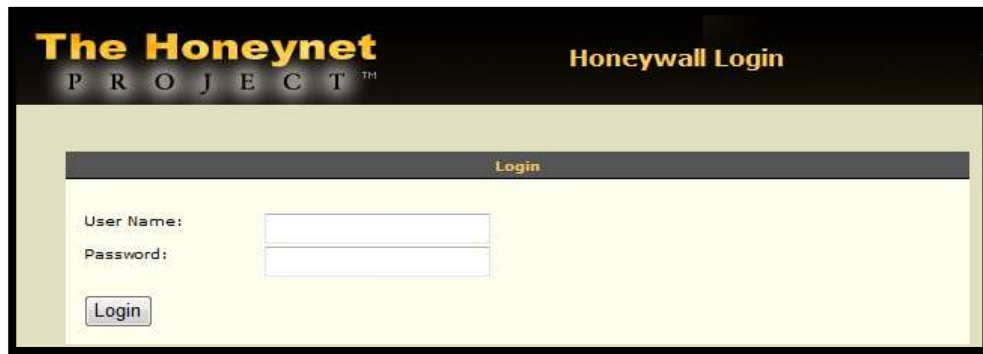 The Honeynet
PROJECT™
Honeywall Login
Login
User Name:
Password:
Login